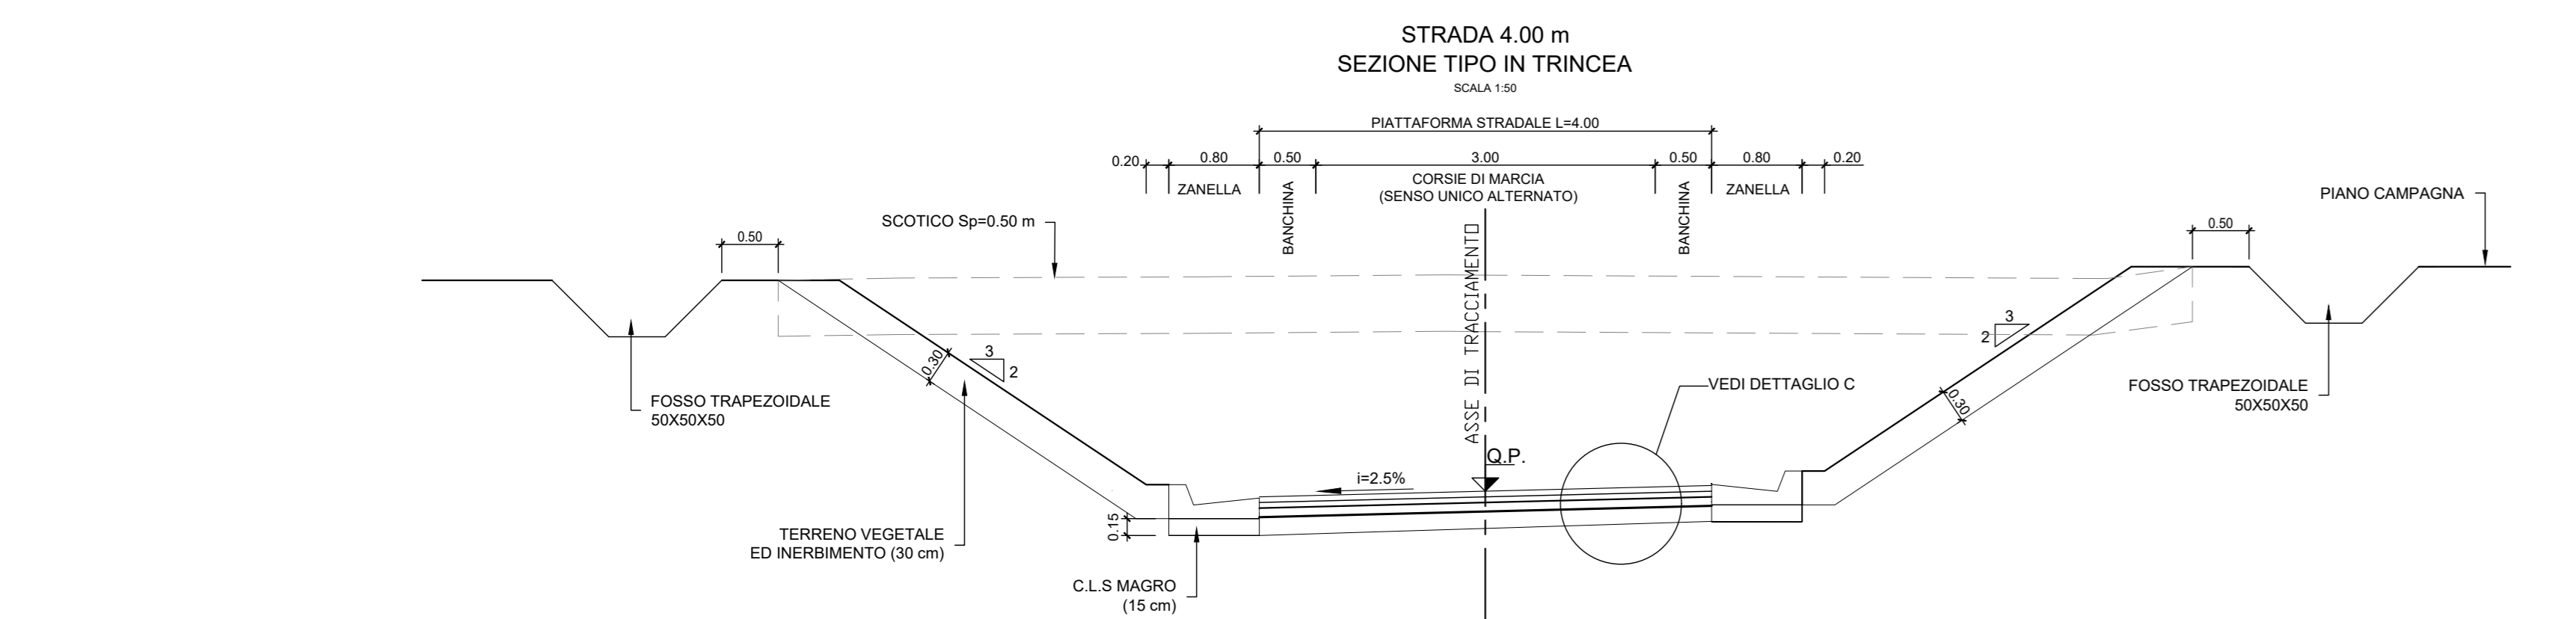 STRADA 4.00 m
SEZIONE TIPO IN TRINCEA
SCALA 1:50
PIATTAFORMA STRADALE L=4.00
0.20
0.80
0.50
3.00
0.50
0.80
0.20
ZANELLA
BANCHINA
CORSIE DI MARCIA
(SENSO UNICO ALTERNATO)
BANCHINA
ZANELLA
PIANO CAMPAGNA
SCOTICO Sp=0.50 m
0.50
0.50
ASSE DI TRACCIAMENTO
3
2
0.30
3
2
0.30
FOSSO TRAPEZOIDALE
50X50X50
VEDI DETTAGLIO C
FOSSO TRAPEZOIDALE
50X50X50
Q.P.
i=2.5%
0.15
TERRENO VEGETALE
ED INERBIMENTO (30 cm)
C.L.S MAGRO
(15 cm)